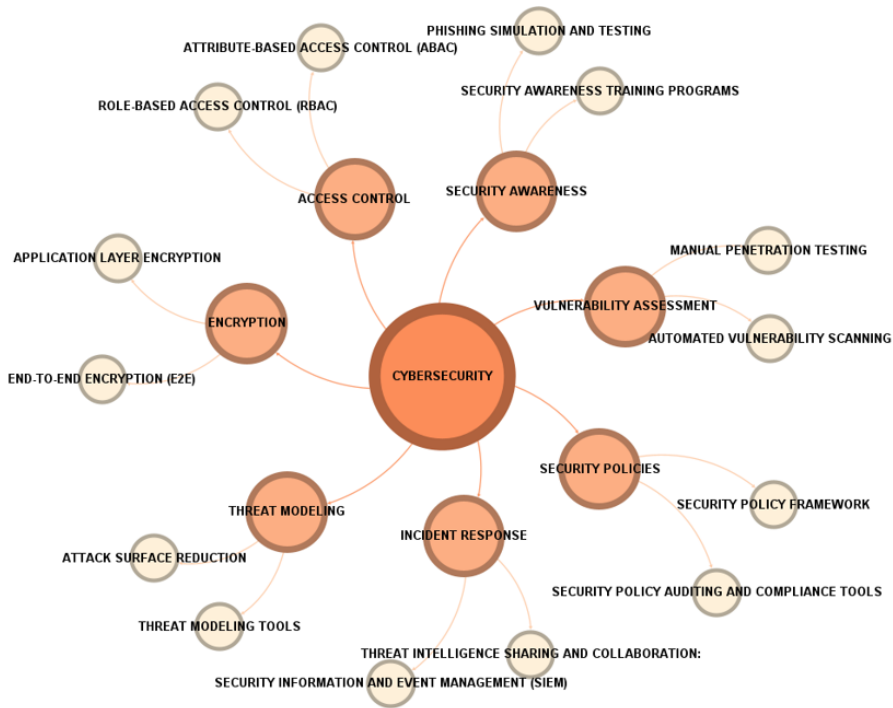 PHISHING SIMULATION AND TESTING
ATTRIBUTE-BASED ACCESS CONTROL (ABAC)
SECURITY AWARENESS TRAINING PROGRAMS
ROLE-BASED ACCESS CONTROL (RBAC)
SECURITY AWARENESS
ACCESS CONTROL
MANUAL PENETRATION TESTING
APPLICATION LAYER ENCRYPTION
VULNERABILITY ASSESSMENT
ENCRYPTION
AUTOMATED VULNERABILITY SCANNING
CYBERSECURITY
END-TO-END ENCRYPTION (E2E)
SECURITY POLICIES
SECURITY POLICY FRAMEWORK
THREAT MODELING
INCIDENT RESPONSE
ATTACK SURFACE REDUCTION
SECURITY POLICY AUDITING AND COMPLIANCE TOOLS
THREAT MODELING TOOLS
THREAT INTELLIGENCE SHARING AND COLLABORATION:
SECURITY INFORMATION AND EVENT MANAGEMENT (SIEM)